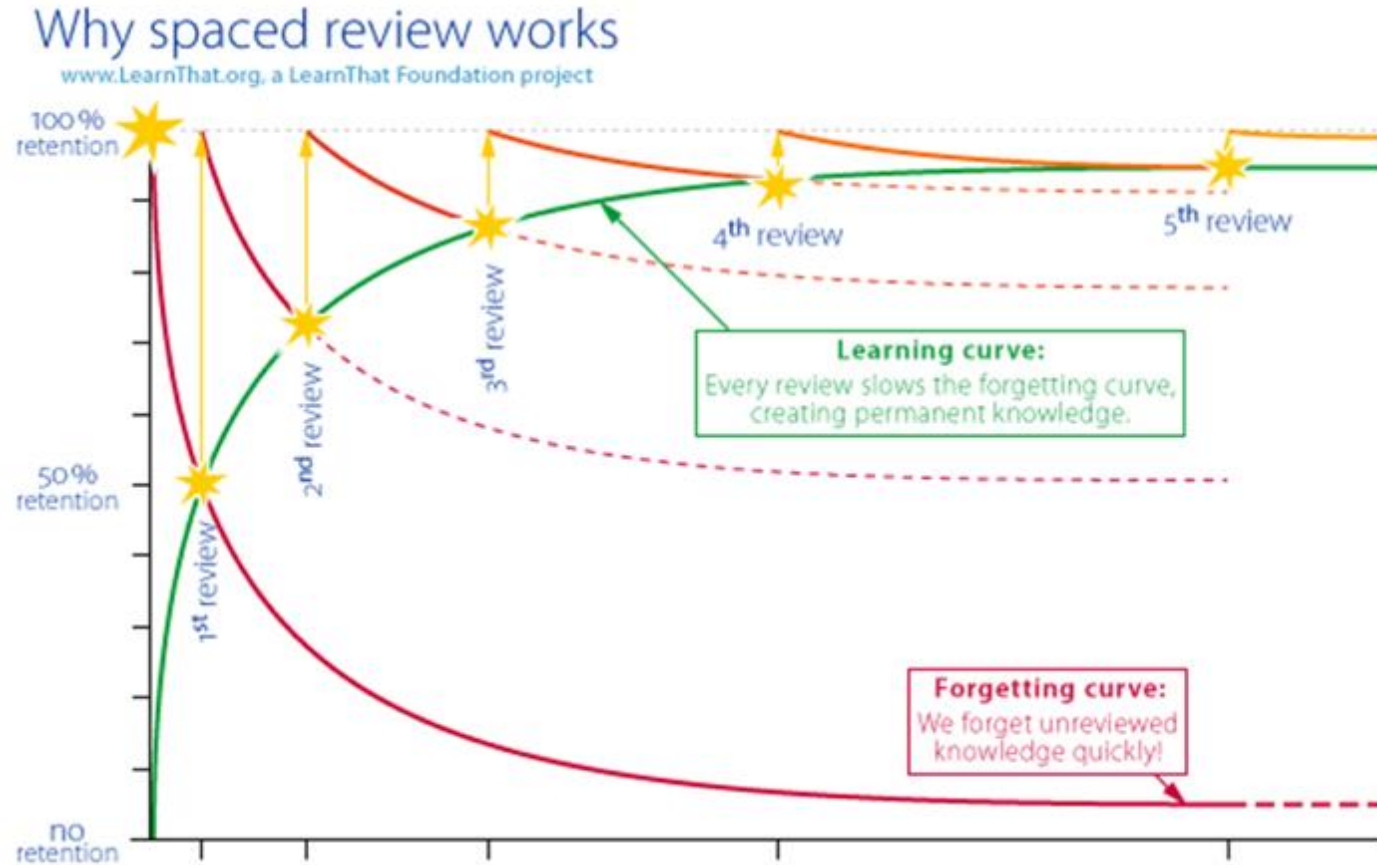 Why spaced review works
www.LearnThat.org, a LearnThat Foundation project
100%
retention
50%
retention
no
retention
1st review
2nd review
3rd review
4th review
5th review
Learning curve:
Every review slows the forgetting curve,
creating permanent knowledge.
Forgetting curve:
We forget unreviewed
knowledge quickly!